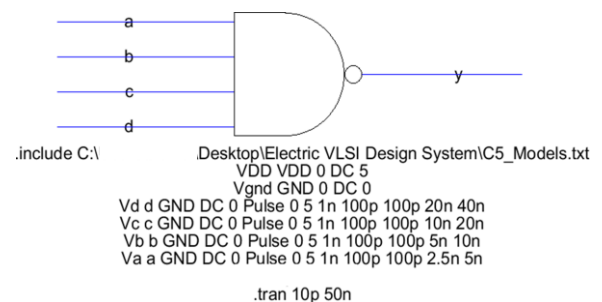 a
b
c
d
y
.include C:\ .Desktop\Electric VLSI Design System\C5_Models.txt
VDD VDD 0 DC 5
Vgnd GND 0 DC 0
Vd d GND DC 0 Pulse 0 5 1n 100p 100p 20n 40n
Vc c GND DC 0 Pulse 0 5 1n 100p 100p 10n 20n
Vb b GND DC 0 Pulse 0 5 1n 100p 100p 5n 10n
Va a GND DC 0 Pulse 0 5 1n 100p 100p 2.5n 5n
.tran 10p 50n